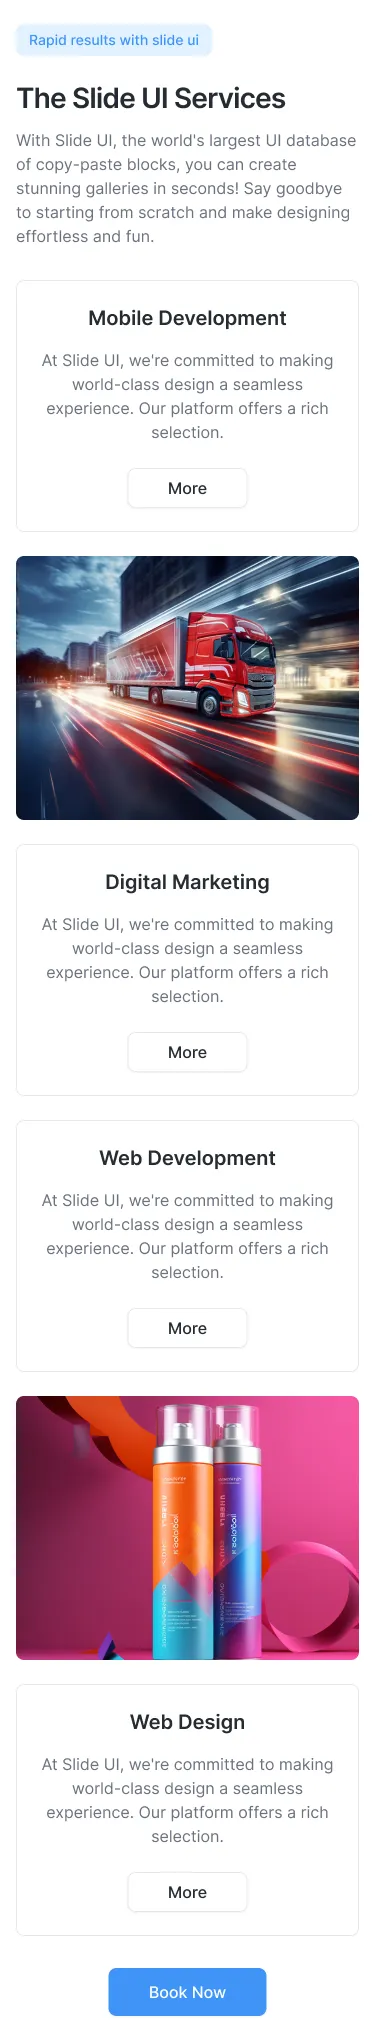 Rapid results with slide ui
The Slide UI Services
With Slide UI, the world's largest UI database
of copy-paste blocks, you can create
stunning galleries in seconds! Say goodbye
to starting from scratch and make designing
effortless and fun.
Mobile Development
At Slide UI, we're committed to making
world-class design a seamless
experience. Our platform offers a rich
selection.
More
Digital Marketing
At Slide UI, we're committed to making
world-class design a seamless
experience. Our platform offers a rich
selection.
More
Web Development
At Slide UI, we're committed to making
world-class design a seamless
experience. Our platform offers a rich
selection.
More
Web Design
At Slide UI, we're committed to making
world-class design a seamless
experience. Our platform offers a rich
selection.
More
Book Now